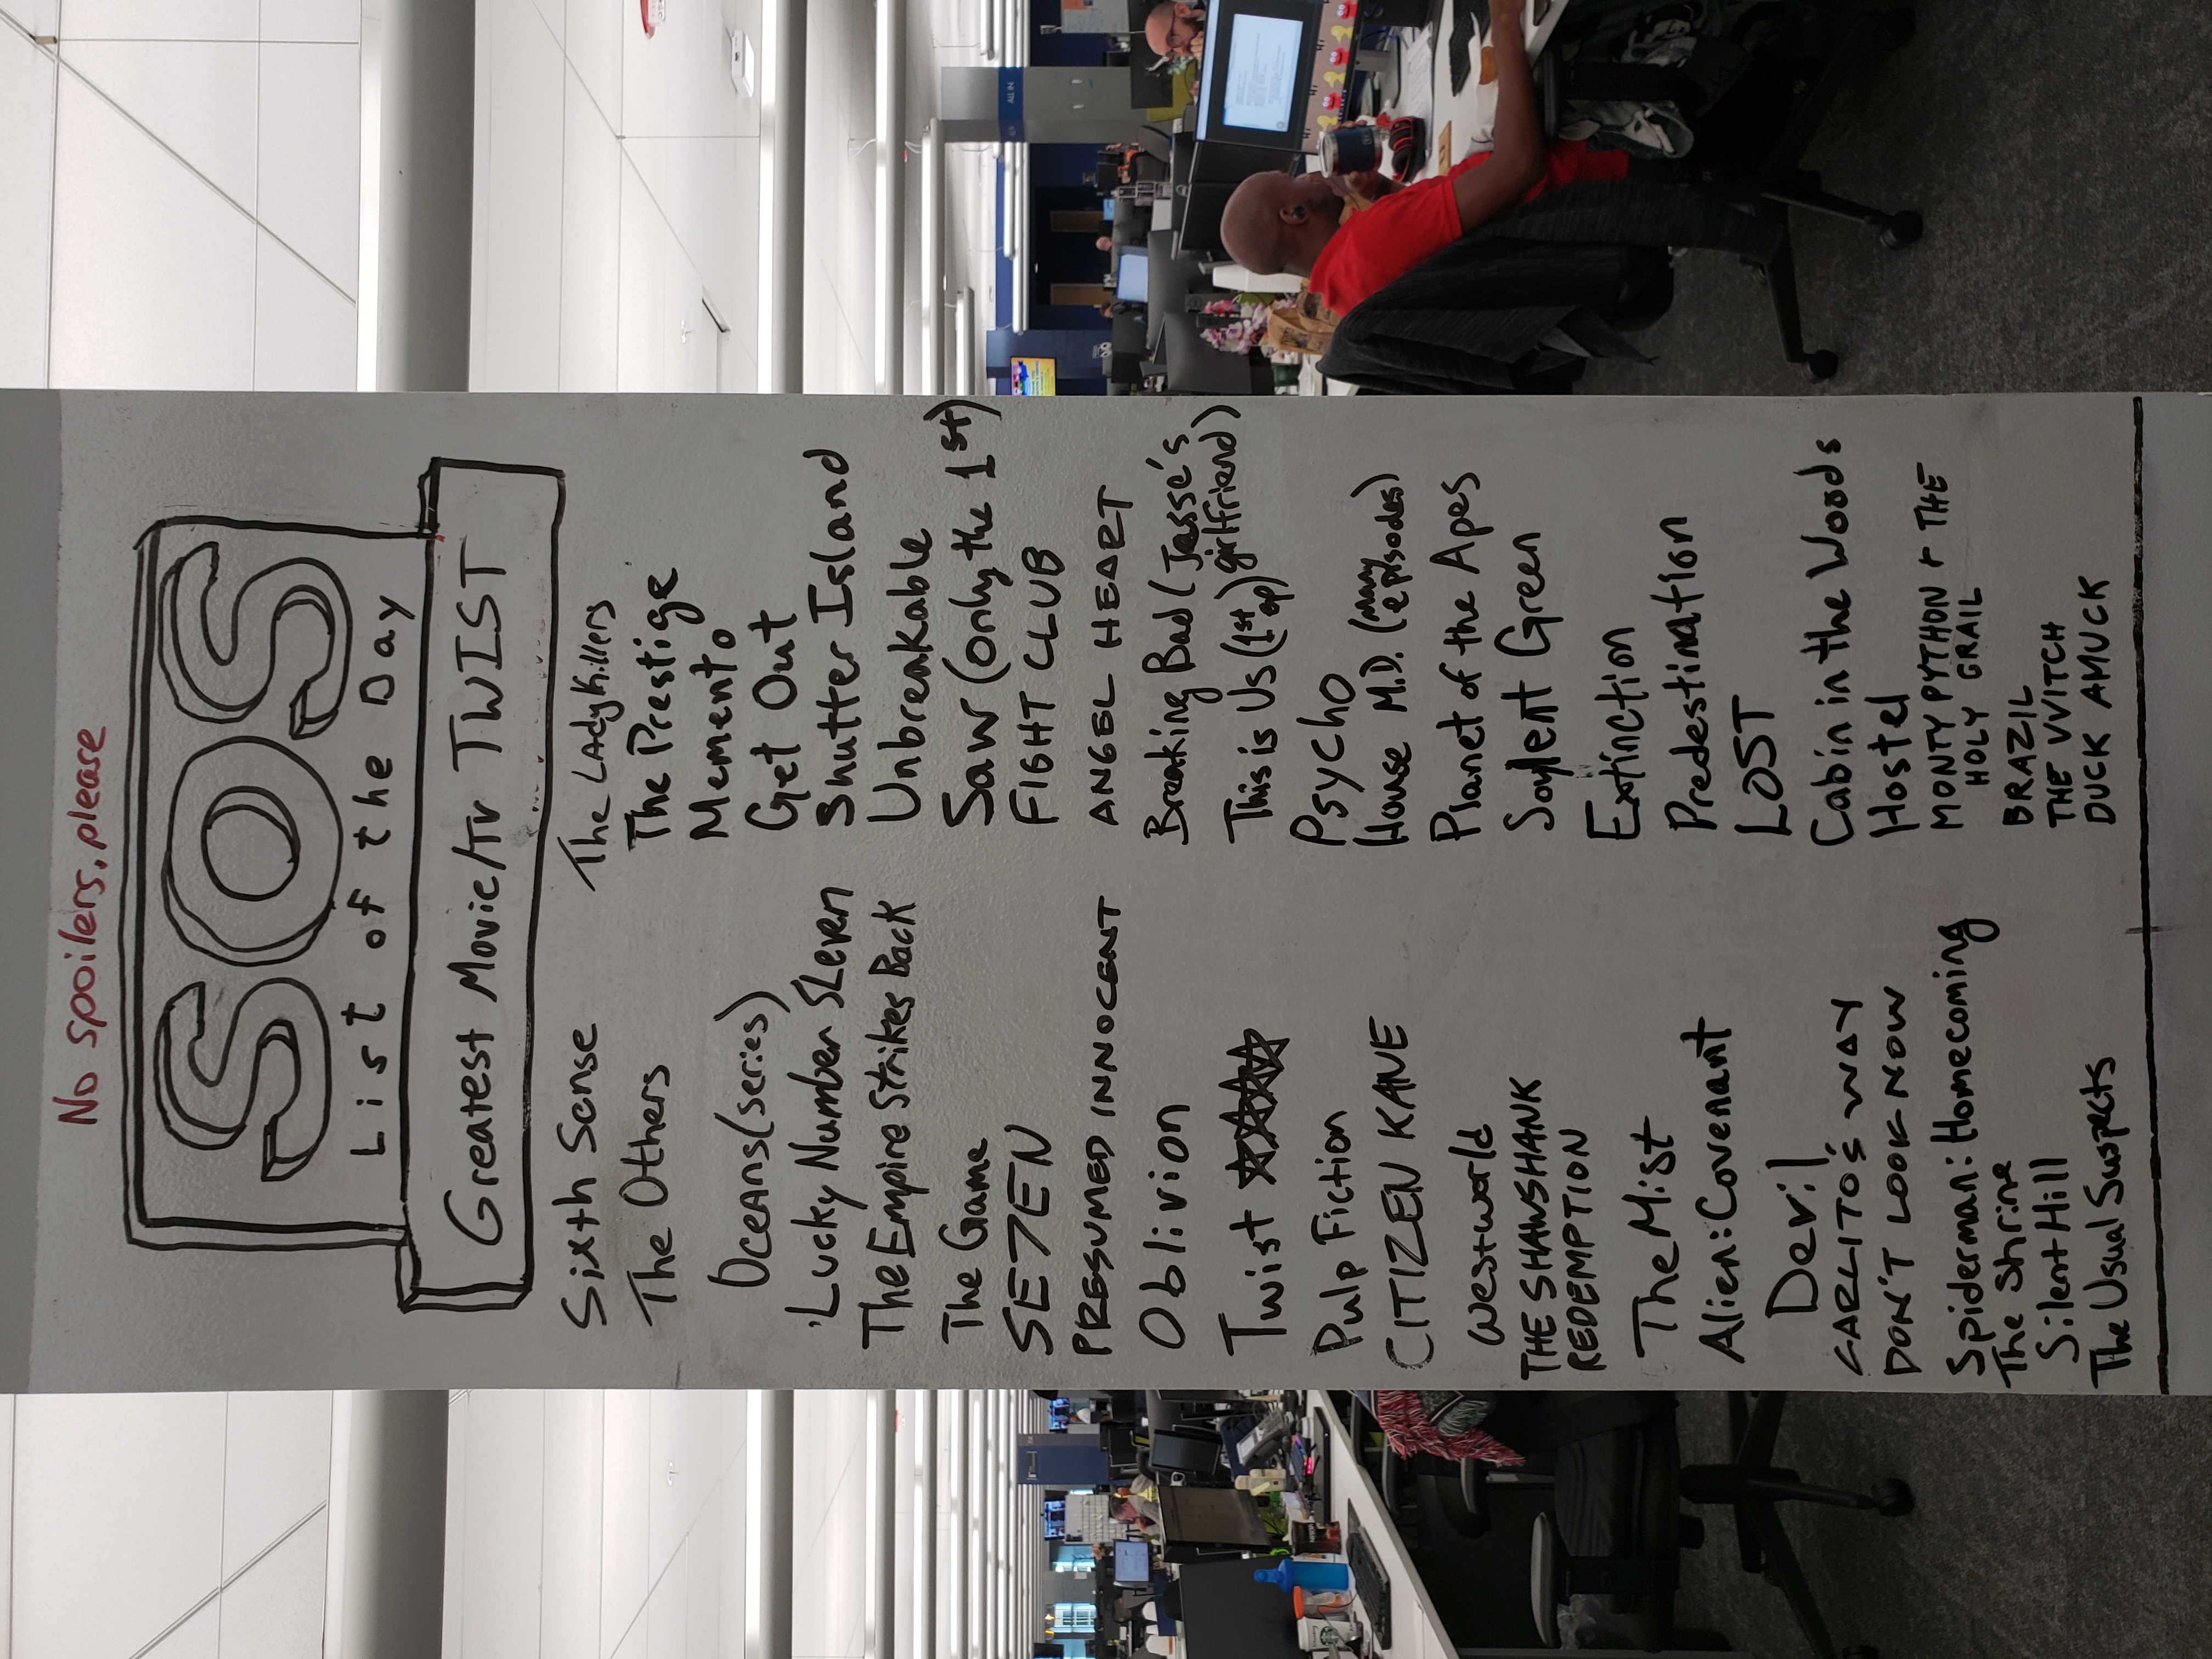 No spoilers, please
SOS
List of the Day
Greatest Movie/TV TWIST
Sixth Sense
The Others
Oceans (series)
Lucky Number SLeven
The Empire Strikes Back
The Game
SE7EN
PRESUMED INNOCENT
Oblivion
Twist
Pulp Fiction
CITIZEN KANE
Westworld
THE SHAWSHANK
REDEMPTION
The Mist
Alien: Covenant
Devil
CARLITO'S WAY
DON'T LOOK NOW
Spiderman: Homecoming
The Shrine
Silent Hill
The Usual Suspects
The LAdyKillers
The Prestige
Memento
Get Out
Shutter Island
Unbreakable
Saw (only the 1st)
FIGHT CLUB
ANGEL HEART
Breaking Bad (Jesse's
girlfriend)
This is Us (1st ep)
Psycho
House M.D. (many episodes)
Planet of the Apes
Soylent Green
Extinction
Predestination
LOST
Cabin in the Woods
Hostel
MONTY PYTHON + THE
HOLY GRAIL
BRAZIL
THE VVITCH
DUCK AMUCK
ALL IN